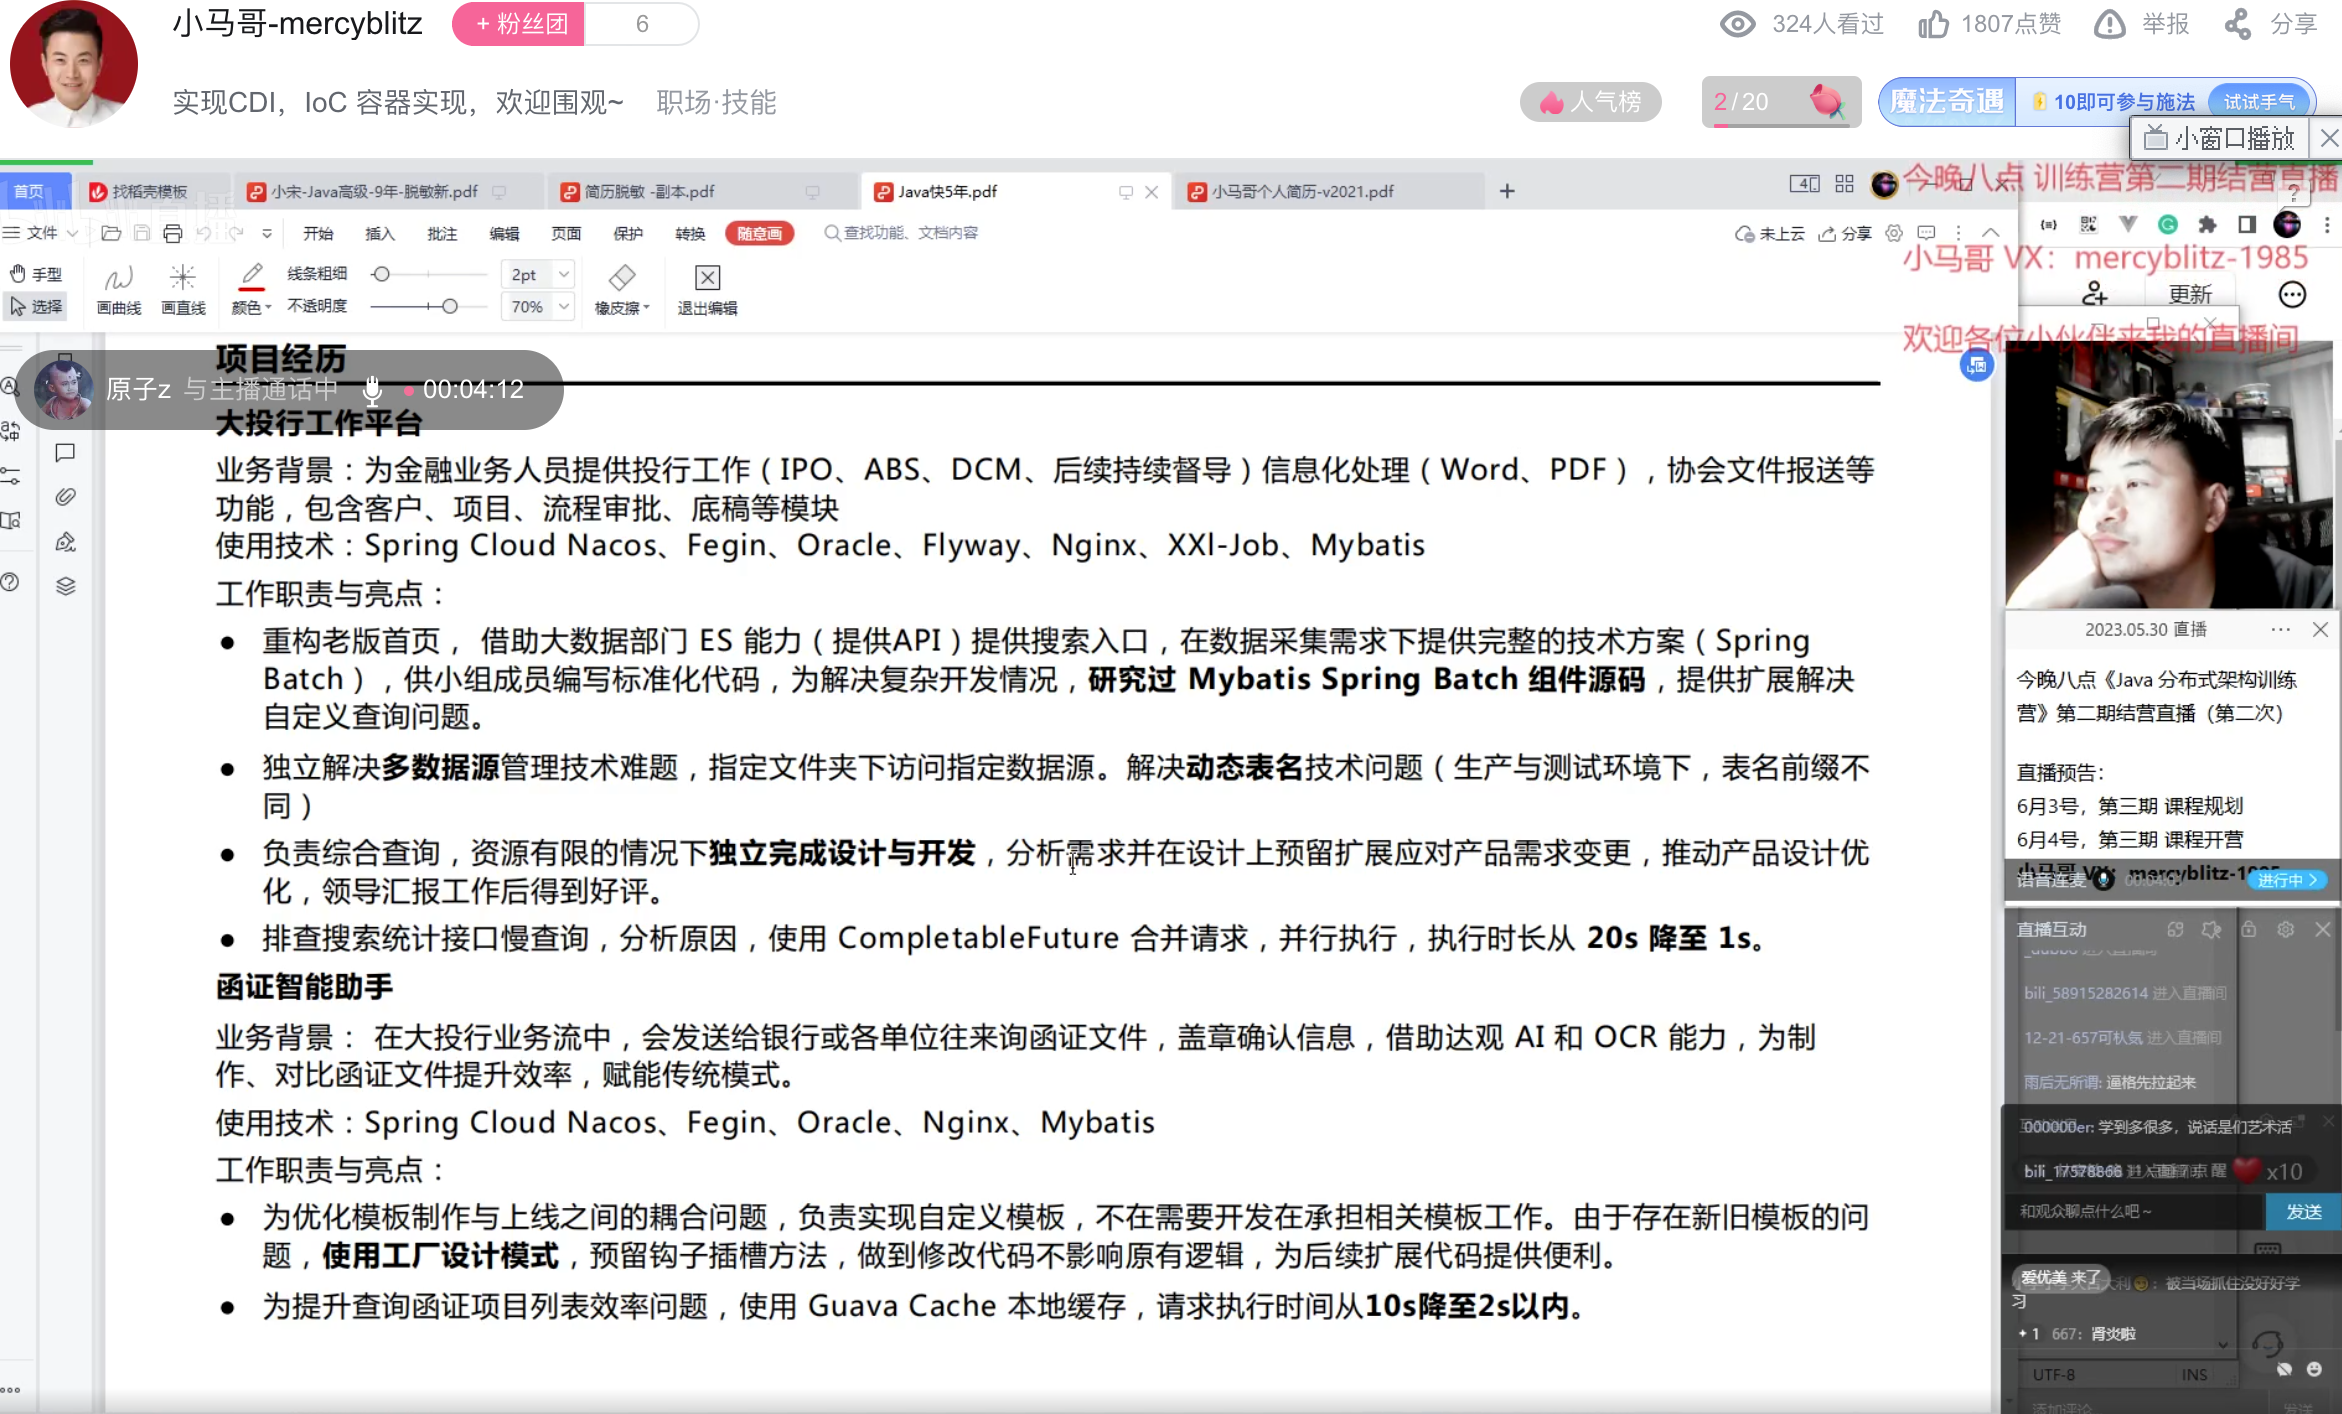 小马哥-mercyblitz
+ 粉丝团 6
324人看过 1807点赞 举报 分享
实现CDI，IoC 容器实现，欢迎围观~ 职场·技能
人气榜 2/20 魔法奇遇 10即可参与施法 试试手气
小窗口播放
今晚八点 训练营第二期结营直播
首页 找稻壳模板 小宋-Java高级-9年-脱敏新.pdf 简历脱敏 -副本.pdf Java快5年.pdf 小马哥个人简历-v2021.pdf
文件 开始 插入 批注 编辑 页面 保护 转换 随意画 查找功能、文档内容 未上云 分享
小马哥 VX：mercyblitz-1985
手型 线条粗细 2pt
选择 画曲线 画直线 颜色 不透明度 70% 橡皮擦 退出编辑
更新
欢迎各位小伙伴来我的直播间
项目经历
原子z 与主播通话中 00:04:12
大投行工作平台
业务背景：为金融业务人员提供投行工作（IPO、ABS、DCM、后续持续督导）信息化处理（Word、PDF），协会文件报送等
功能，包含客户、项目、流程审批、底稿等模块
使用技术：Spring Cloud Nacos、Fegin、Oracle、Flyway、Nginx、XXl-Job、Mybatis
工作职责与亮点：
● 重构老版首页， 借助大数据部门 ES 能力（提供API）提供搜索入口，在数据采集需求下提供完整的技术方案（Spring
Batch），供小组成员编写标准化代码，为解决复杂开发情况，研究过 Mybatis Spring Batch 组件源码，提供扩展解决
自定义查询问题。
● 独立解决多数据源管理技术难题，指定文件夹下访问指定数据源。解决动态表名技术问题（生产与测试环境下，表名前缀不
同）
● 负责综合查询，资源有限的情况下独立完成设计与开发，分析需求并在设计上预留扩展应对产品需求变更，推动产品设计优
化，领导汇报工作后得到好评。
● 排查搜索统计接口慢查询，分析原因，使用 CompletableFuture 合并请求，并行执行，执行时长从 20s 降至 1s。
函证智能助手
业务背景： 在大投行业务流中，会发送给银行或各单位往来询函证文件，盖章确认信息，借助达观 AI 和 OCR 能力，为制
作、对比函证文件提升效率，赋能传统模式。
使用技术：Spring Cloud Nacos、Fegin、Oracle、Nginx、Mybatis
工作职责与亮点：
● 为优化模板制作与上线之间的耦合问题，负责实现自定义模板，不在需要开发在承担相关模板工作。由于存在新旧模板的问
题，使用工厂设计模式，预留钩子插槽方法，做到修改代码不影响原有逻辑，为后续扩展代码提供便利。
● 为提升查询函证项目列表效率问题，使用 Guava Cache 本地缓存，请求执行时间从10s降至2s以内。
2023.05.30 直播
今晚八点《Java 分布式架构训练
营》第二期结营直播（第二次）
直播预告：
6月3号，第三期 课程规划
6月4号，第三期 课程开营
小马哥 VX：mercyblitz-1985
语音连麦 进行中
直播互动
bili_58915282614 进入直播间
12-21-657可朳気 进入直播间
雨后无所谓: 逼格先拉起来
000000er: 学到多很多，说话是们艺术活
x10
和观众聊点什么吧~ 发送
爱优美 来了
被当场抓住没好好学
习
+ 1 667: 肾炎啦
UTF-8 INS
添加评论 发送